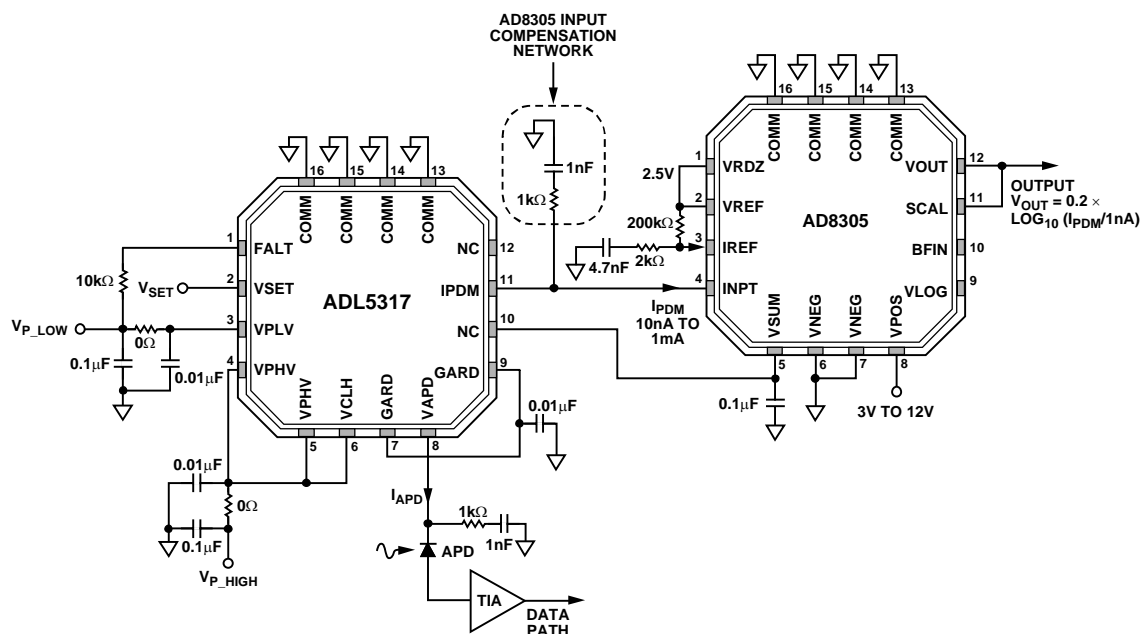 AD8305 INPUT
COMPENSATION
NETWORK
16 15 14 13
COMM COMM COMM COMM
1nF
1kΩ
16 15 14 13
COMM COMM COMM COMM
1 VRDZ
VOUT 12
2.5V
2 VREF
SCAL 11
OUTPUT
VOUT = 0.2 ×
LOG10 (IPDM/1nA)
200kΩ
AD8305
3 IREF
BFIN 10
4.7nF
2kΩ
4 INPT
VLOG 9
VSUM VNEG VNEG VPOS
5 6 7 8
0.1μF
3V TO 12V
1 FALT
NC 12
10kΩ
VSET
2 VSET
ADL5317
IPDM 11
IPDM
10nA TO
1mA
VP_LOW
3 VPLV
NC 10
0Ω
0.1μF
0.01μF
4 VPHV
GARD 9
VPHV VCLH GARD VAPD
5 6 7 8
0.01μF
0.01μF
0Ω
0.1μF
VP_HIGH
IAPD
1kΩ
1nF
APD
TIA
DATA
PATH